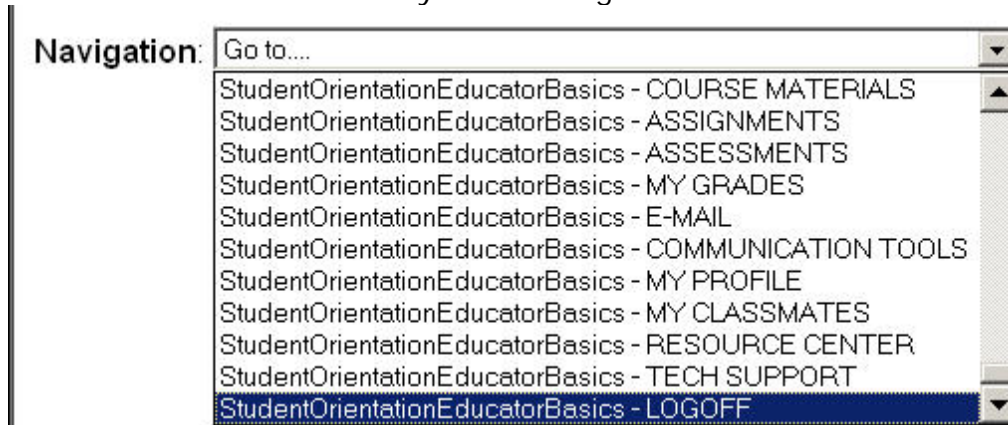 Navigation: Go to....
StudentOrientationEducatorBasics - COURSE MATERIALS
StudentOrientationEducatorBasics - ASSIGNMENTS
StudentOrientationEducatorBasics - ASSESSMENTS
StudentOrientationEducatorBasics - MY GRADES
StudentOrientationEducatorBasics - E-MAIL
StudentOrientationEducatorBasics - COMMUNICATION TOOLS
StudentOrientationEducatorBasics - MY PROFILE
StudentOrientationEducatorBasics - MY CLASSMATES
StudentOrientationEducatorBasics - RESOURCE CENTER
StudentOrientationEducatorBasics - TECH SUPPORT
StudentOrientationEducatorBasics - LOGOFF